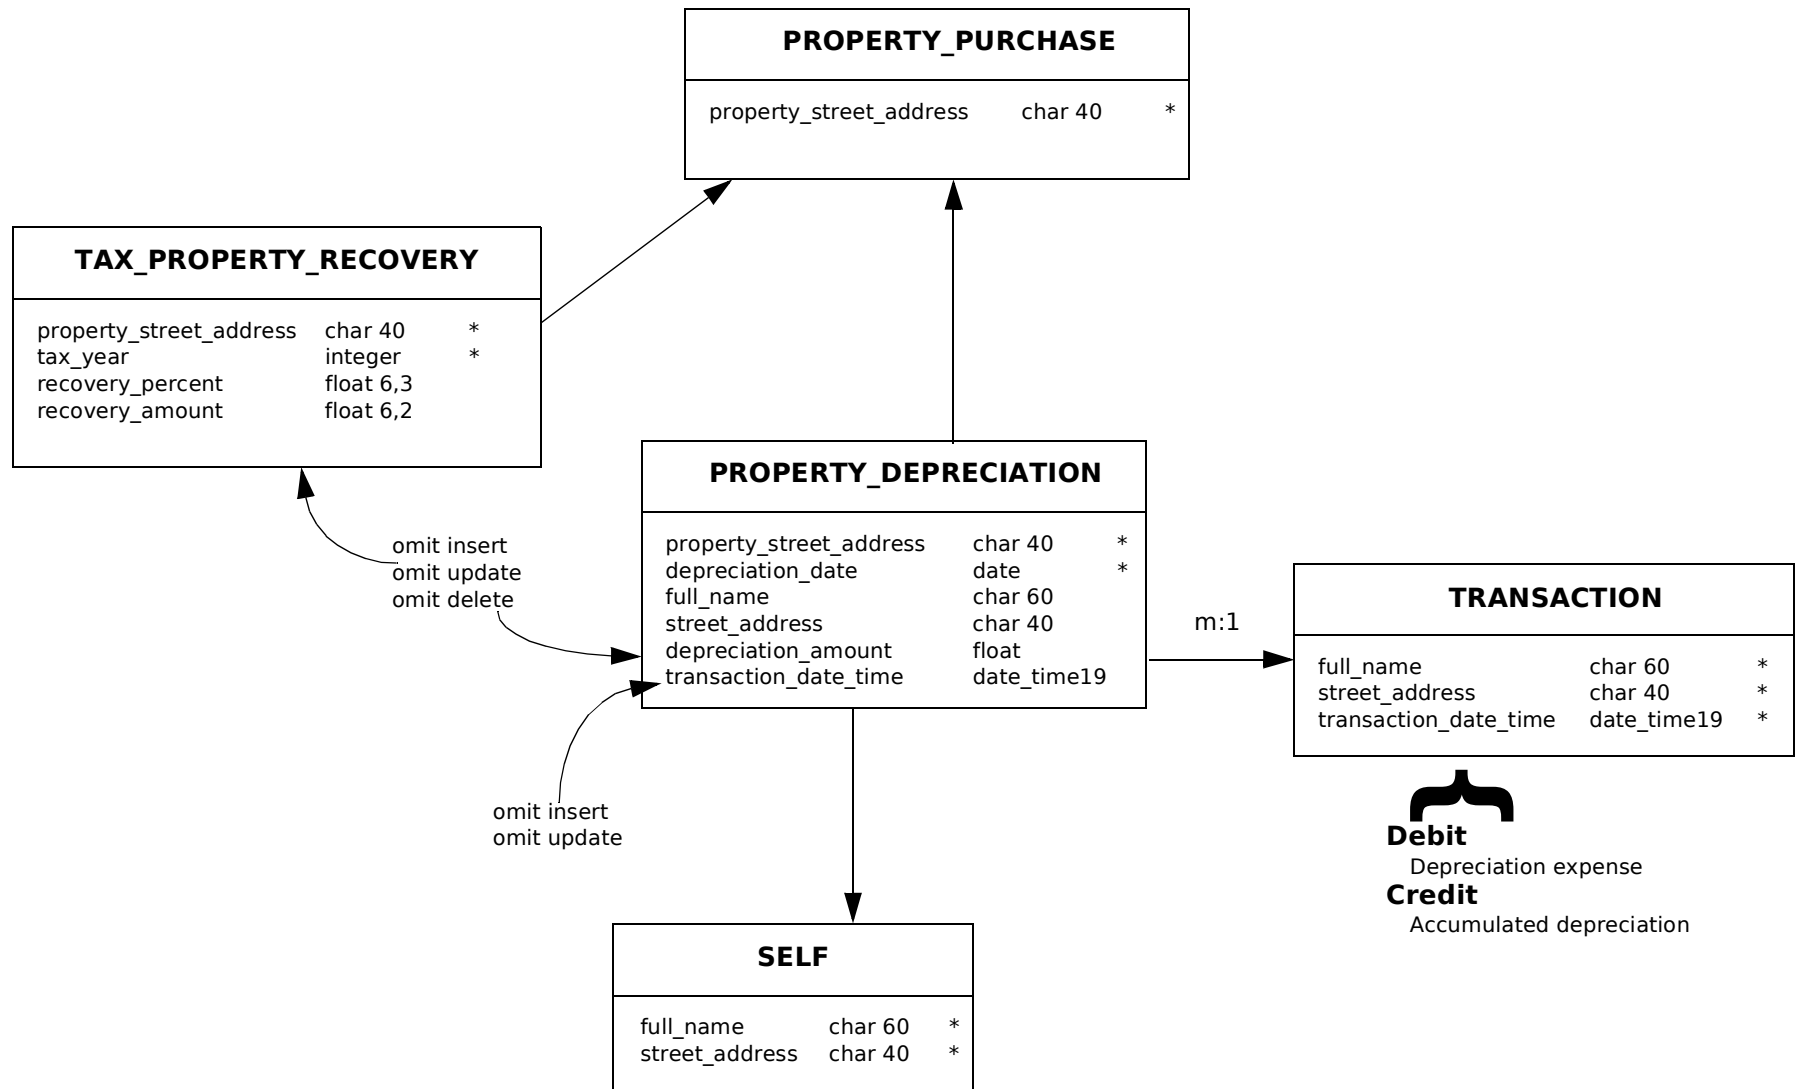 PROPERTY_PURCHASE
property_street_address char 40 *
TAX_PROPERTY_RECOVERY
property_street_address char 40 *
tax_year integer *
recovery_percent float 6,3
recovery_amount float 6,2
omit insert
omit update
omit delete
PROPERTY_DEPRECIATION
property_street_address char 40 *
depreciation_date date *
full_name char 60
street_address char 40
depreciation_amount float
transaction_date_time date_time19
omit insert
omit update
m:1
TRANSACTION
full_name char 60 *
street_address char 40 *
transaction_date_time date_time19 *
{
Debit
Depreciation expense
Credit
Accumulated depreciation
SELF
full_name char 60 *
street_address char 40 *